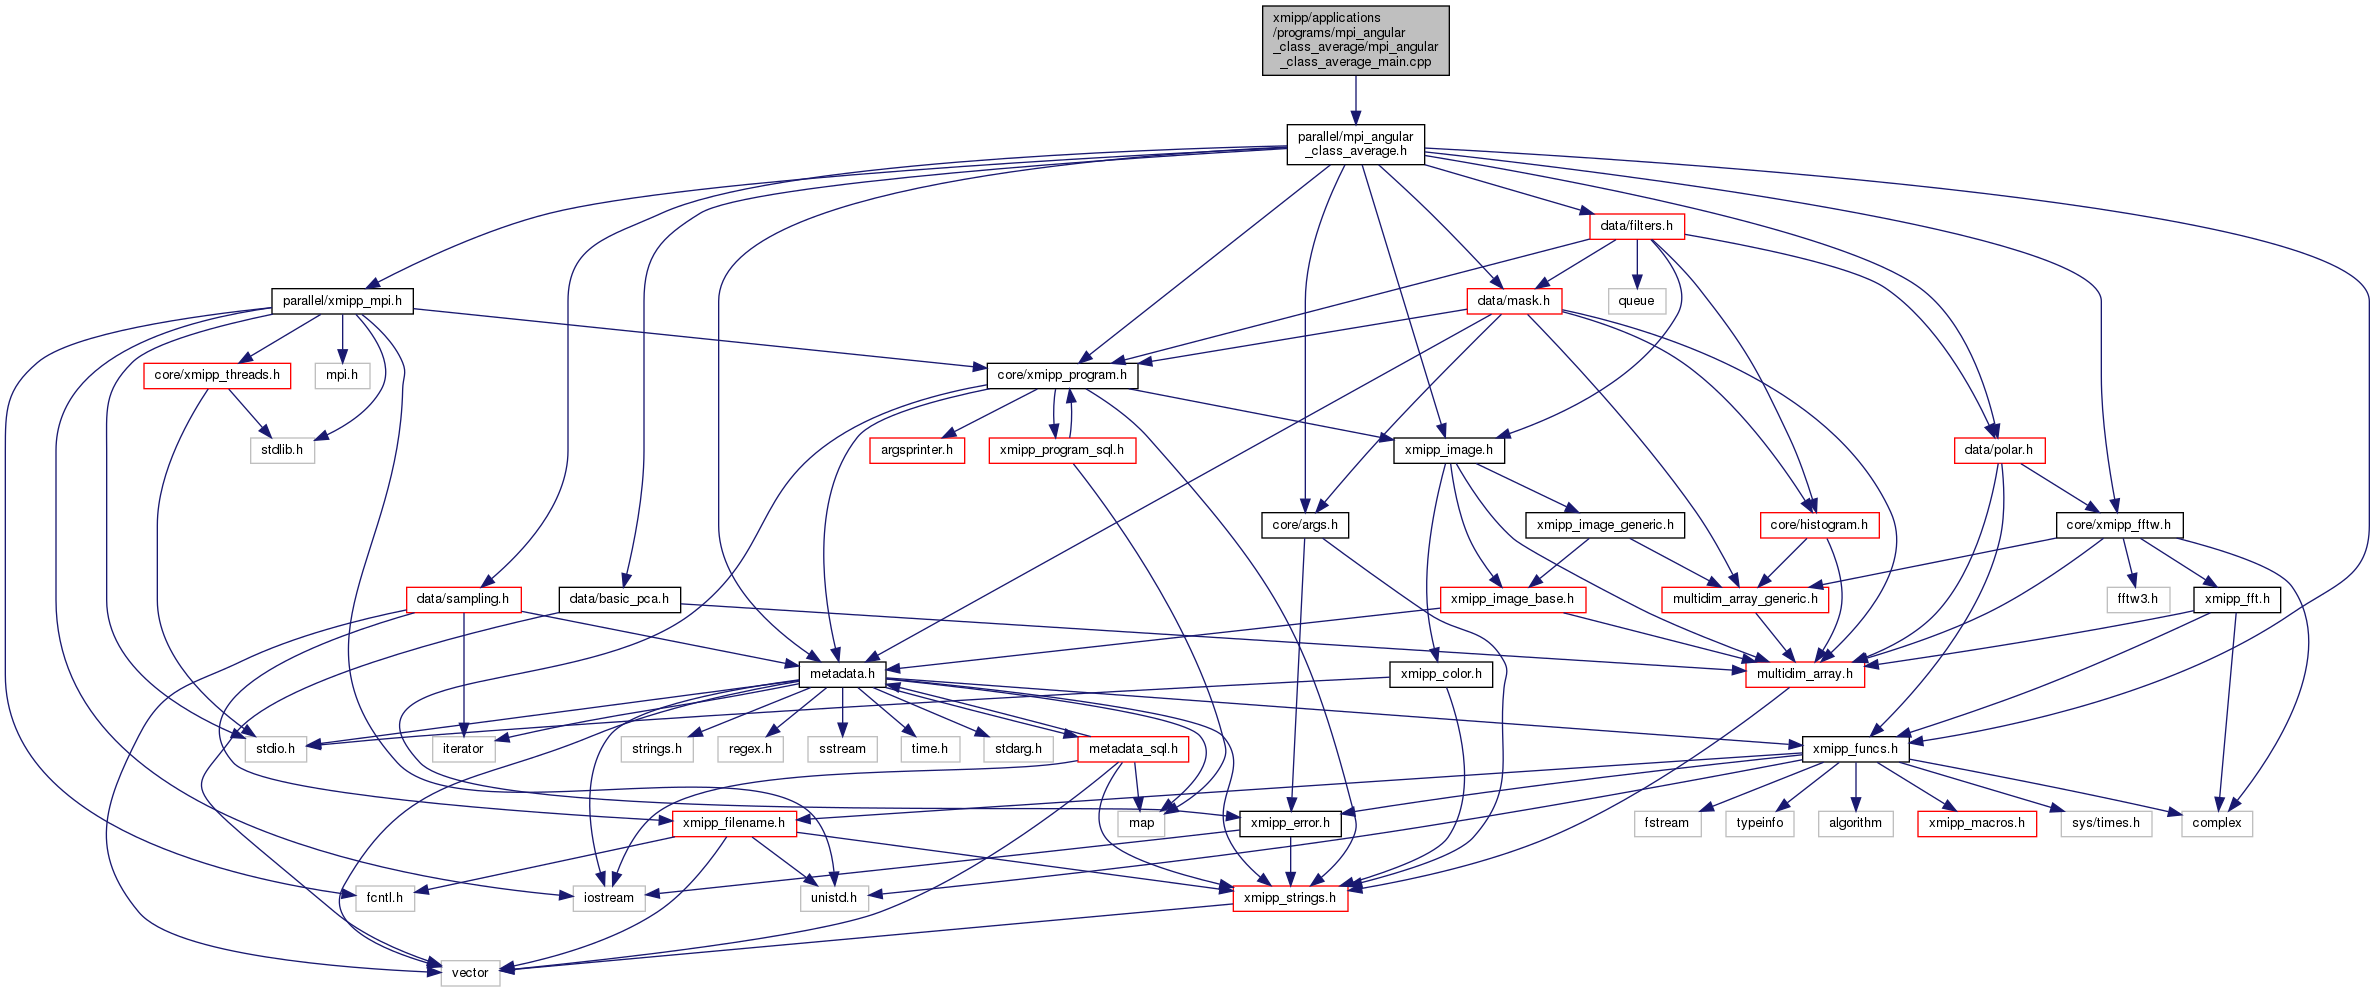 xmipp/applications
/programs/mpi_angular
_class_average/mpi_angular
_class_average_main.cpp
parallel/mpi_angular
_class_average.h
data/filters.h
parallel/xmipp_mpi.h
data/mask.h
queue
core/xmipp_threads.h
mpi.h
core/xmipp_program.h
stdlib.h
argsprinter.h
xmipp_program_sql.h
xmipp_image.h
data/polar.h
core/args.h
xmipp_image_generic.h
core/histogram.h
core/xmipp_fftw.h
data/sampling.h
data/basic_pca.h
xmipp_image_base.h
multidim_array_generic.h
fftw3.h
xmipp_fft.h
metadata.h
xmipp_color.h
multidim_array.h
stdio.h
iterator
strings.h
regex.h
sstream
time.h
stdarg.h
metadata_sql.h
xmipp_funcs.h
xmipp_filename.h
map
xmipp_error.h
fstream
typeinfo
algorithm
xmipp_macros.h
sys/times.h
complex
fcntl.h
iostream
unistd.h
xmipp_strings.h
vector